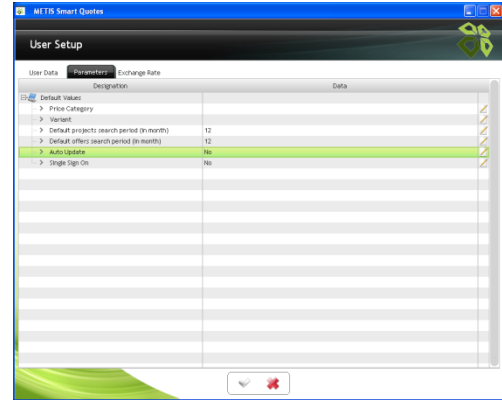 METIS Smart Quotes
User Setup
User Data Parameters Exchange Rate
Designation Data
Default Values
> Price Category
> Variant
> Default projects search period (in month) 12
> Default offers search period (in month) 12
> Auto Update No
> Single Sign On No